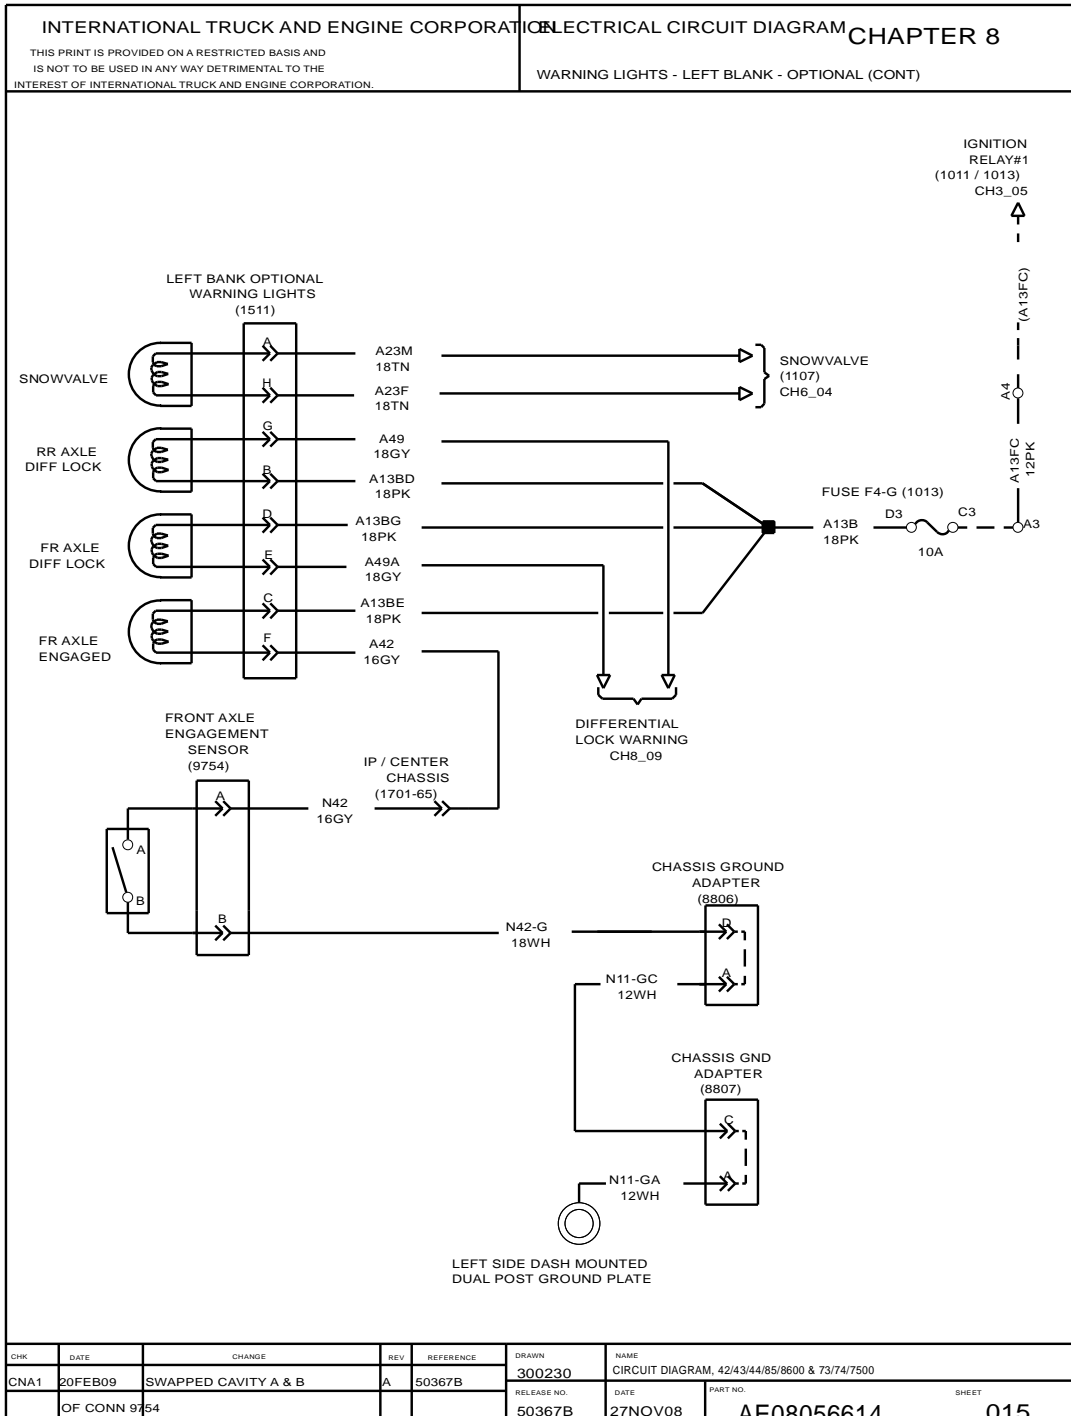 INTERNATIONAL TRUCK AND ENGINE CORPORATION
THIS PRINT IS PROVIDED ON A RESTRICTED BASIS AND
IS NOT TO BE USED IN ANY WAY DETRIMENTAL TO THE
INTEREST OF INTERNATIONAL TRUCK AND ENGINE CORPORATION.
ELECTRICAL CIRCUIT DIAGRAM
CHAPTER 8
WARNING LIGHTS - LEFT BLANK - OPTIONAL (CONT)
IGNITION
RELAY#1
(1011 / 1013)
CH3_05
(A13FC)
A4
A13FC
12PK
A3
LEFT BANK OPTIONAL
WARNING LIGHTS
(1511)
SNOWVALVE
A
A23M
18TN
H
A23F
18TN
SNOWVALVE
(1107)
CH6_04
RR AXLE
DIFF LOCK
G
A49
18GY
B
A13BD
18PK
FUSE F4-G (1013)
D3
C3
10A
A13B
18PK
FR AXLE
DIFF LOCK
D
A13BG
18PK
E
A49A
18GY
FR AXLE
ENGAGED
C
A13BE
18PK
F
A42
16GY
DIFFERENTIAL
LOCK WARNING
CH8_09
FRONT AXLE
ENGAGEMENT
SENSOR
(9754)
IP / CENTER
CHASSIS
(1701-65)
A
N42
16GY
A
B
B
N42-G
18WH
CHASSIS GROUND
ADAPTER
(8806)
D
A
N11-GC
12WH
CHASSIS GND
ADAPTER
(8807)
C
A
N11-GA
12WH
LEFT SIDE DASH MOUNTED
DUAL POST GROUND PLATE
CHK DATE CHANGE REV REFERENCE
CNA1 20FEB09 SWAPPED CAVITY A & B A 50367B
OF CONN 9754
DRAWN
300230
NAME
CIRCUIT DIAGRAM, 42/43/44/85/8600 & 73/74/7500
RELEASE NO.
50367B
DATE
27NOV08
PART NO.
AE08056614
SHEET
015